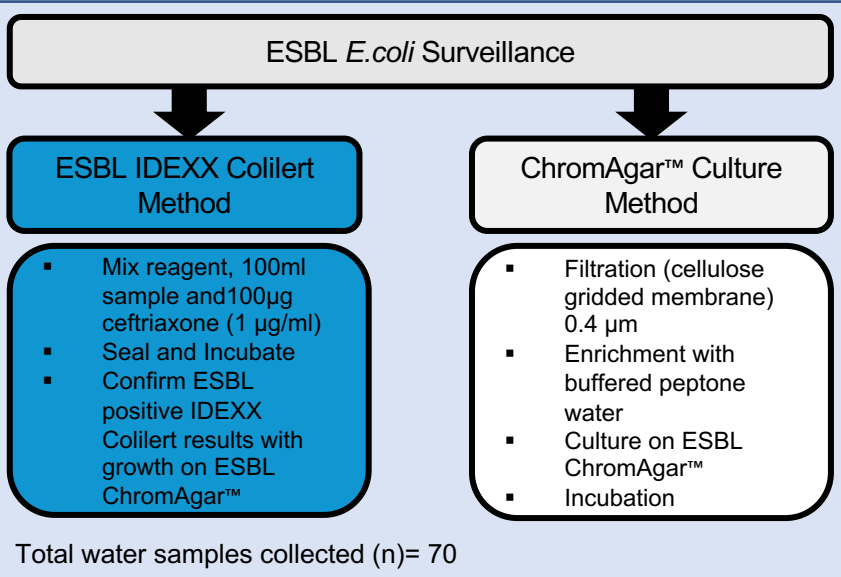 ESBL E.coli Surveillance
ESBL IDEXX Colilert
Method
▪ Mix reagent, 100ml
sample and100µg
ceftriaxone (1 µg/ml)
▪ Seal and Incubate
▪ Confirm ESBL
positive IDEXX
Colilert results with
growth on ESBL
ChromAgar™
ChromAgar™ Culture
Method
▪ Filtration (cellulose
gridded membrane)
0.4 µm
▪ Enrichment with
buffered peptone
water
▪ Culture on ESBL
ChromAgar™
▪ Incubation
Total water samples collected (n)= 70